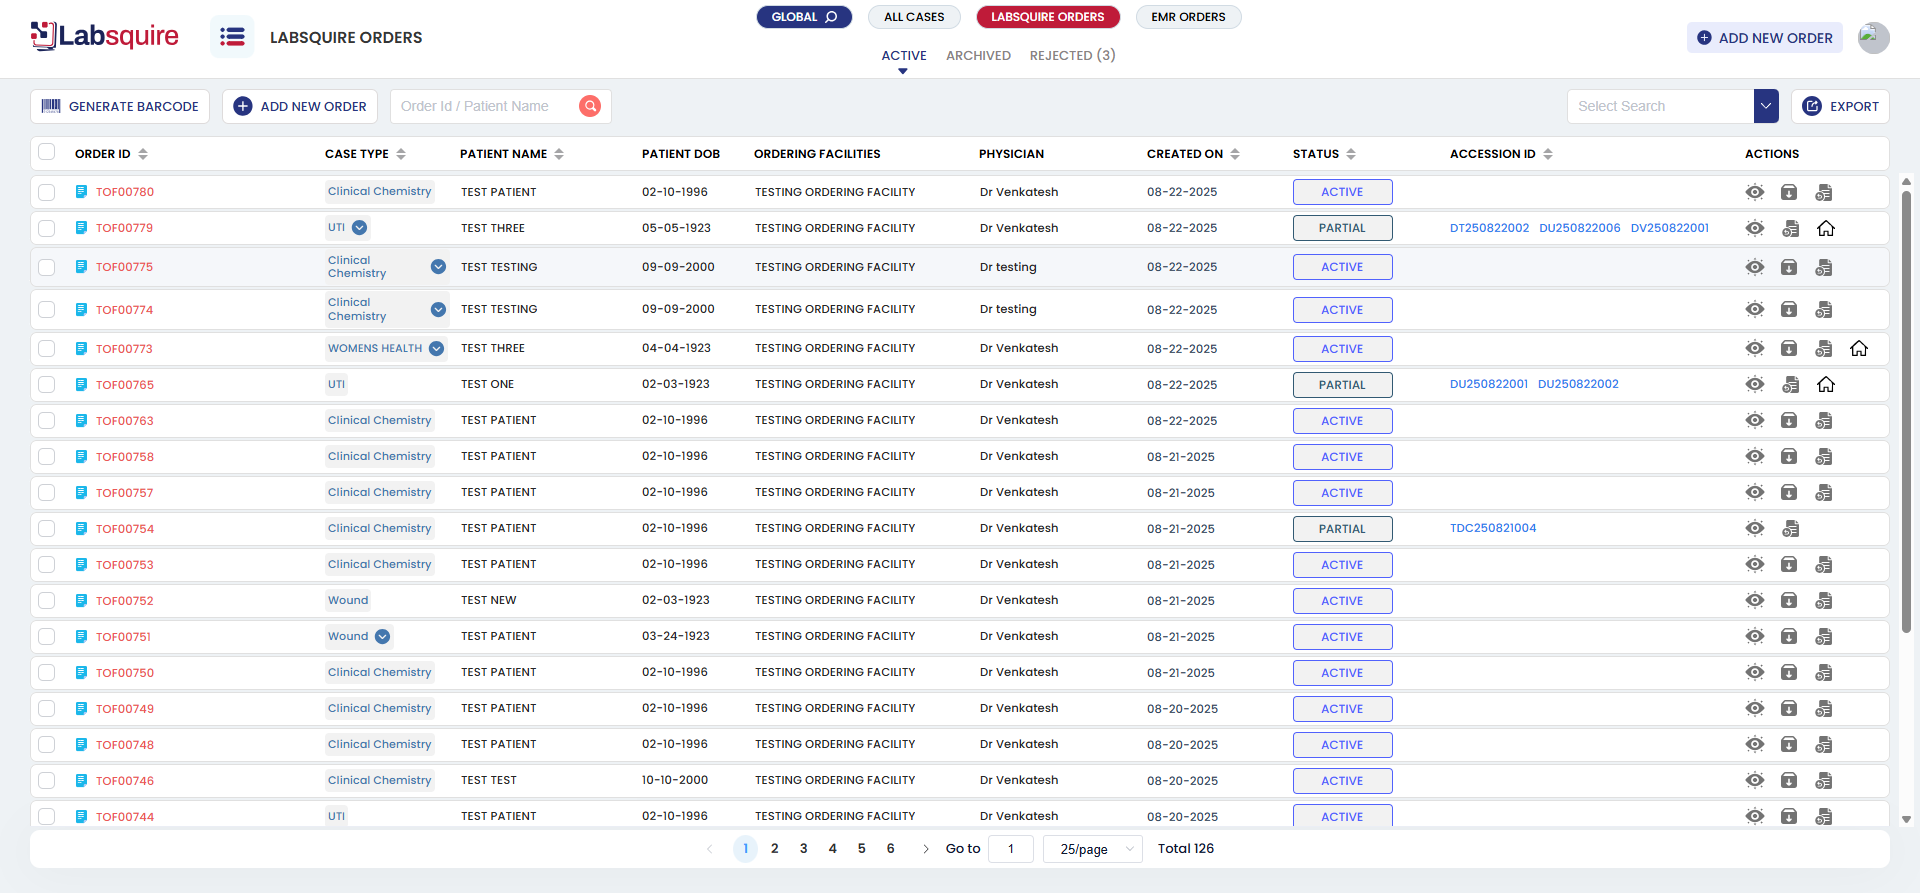 Labsquire
LABSQUIRE ORDERS
GLOBAL ALL CASES LABSQUIRE ORDERS EMR ORDERS
ACTIVE ARCHIVED REJECTED (3)
ADD NEW ORDER
GENERATE BARCODE ADD NEW ORDER Order Id / Patient Name Select Search EXPORT
ORDER ID CASE TYPE PATIENT NAME PATIENT DOB ORDERING FACILITIES PHYSICIAN CREATED ON STATUS ACCESSION ID ACTIONS
TOF00780 Clinical Chemistry TEST PATIENT 02-10-1996 TESTING ORDERING FACILITY Dr Venkatesh 08-22-2025 ACTIVE
TOF00779 UTI TEST THREE 05-05-1923 TESTING ORDERING FACILITY Dr Venkatesh 08-22-2025 PARTIAL DT250822002 DU250822006 DV250822001
TOF00775 Clinical Chemistry TEST TESTING 09-09-2000 TESTING ORDERING FACILITY Dr testing 08-22-2025 ACTIVE
TOF00774 Clinical Chemistry TEST TESTING 09-09-2000 TESTING ORDERING FACILITY Dr testing 08-22-2025 ACTIVE
TOF00773 WOMENS HEALTH TEST THREE 04-04-1923 TESTING ORDERING FACILITY Dr Venkatesh 08-22-2025 ACTIVE
TOF00765 UTI TEST ONE 02-03-1923 TESTING ORDERING FACILITY Dr Venkatesh 08-22-2025 PARTIAL DU250822001 DU250822002
TOF00763 Clinical Chemistry TEST PATIENT 02-10-1996 TESTING ORDERING FACILITY Dr Venkatesh 08-22-2025 ACTIVE
TOF00758 Clinical Chemistry TEST PATIENT 02-10-1996 TESTING ORDERING FACILITY Dr Venkatesh 08-21-2025 ACTIVE
TOF00757 Clinical Chemistry TEST PATIENT 02-10-1996 TESTING ORDERING FACILITY Dr Venkatesh 08-21-2025 ACTIVE
TOF00754 Clinical Chemistry TEST PATIENT 02-10-1996 TESTING ORDERING FACILITY Dr Venkatesh 08-21-2025 PARTIAL TDC250821004
TOF00753 Clinical Chemistry TEST PATIENT 02-10-1996 TESTING ORDERING FACILITY Dr Venkatesh 08-21-2025 ACTIVE
TOF00752 Wound TEST NEW 02-03-1923 TESTING ORDERING FACILITY Dr Venkatesh 08-21-2025 ACTIVE
TOF00751 Wound TEST PATIENT 03-24-1923 TESTING ORDERING FACILITY Dr Venkatesh 08-21-2025 ACTIVE
TOF00750 Clinical Chemistry TEST PATIENT 02-10-1996 TESTING ORDERING FACILITY Dr Venkatesh 08-21-2025 ACTIVE
TOF00749 Clinical Chemistry TEST PATIENT 02-10-1996 TESTING ORDERING FACILITY Dr Venkatesh 08-20-2025 ACTIVE
TOF00748 Clinical Chemistry TEST PATIENT 02-10-1996 TESTING ORDERING FACILITY Dr Venkatesh 08-20-2025 ACTIVE
TOF00746 Clinical Chemistry TEST TEST 10-10-2000 TESTING ORDERING FACILITY Dr Venkatesh 08-20-2025 ACTIVE
TOF00744 UTI TEST PATIENT 02-10-1996 TESTING ORDERING FACILITY Dr Venkatesh 08-20-2025 ACTIVE
1 2 3 4 5 6 Go to 1 25/page Total 126